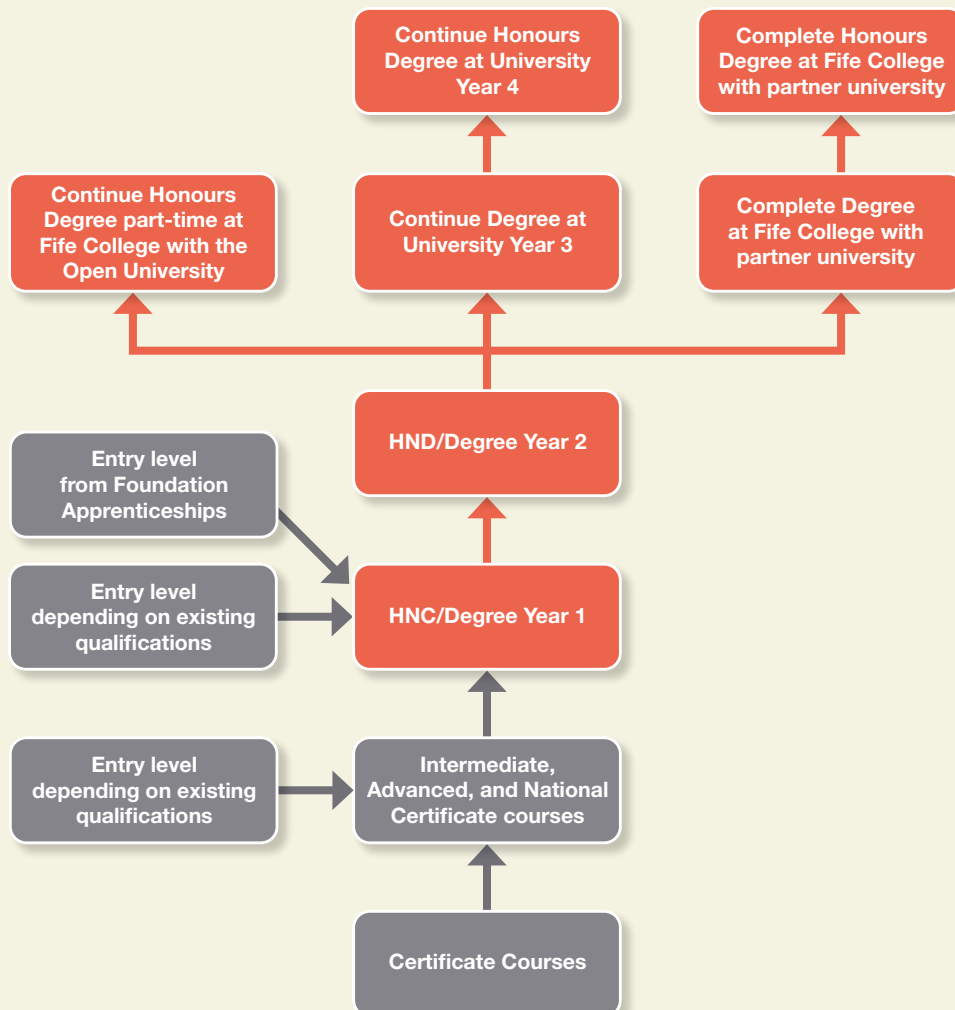 Continue Honours
Degree at University
Year 4
Complete Honours
Degree at Fife College
with partner university
Continue Honours
Degree part-time at
Fife College with the
Open University
Continue Degree at
University Year 3
Complete Degree
at Fife College with
partner university
HND/Degree Year 2
Entry level
from Foundation
Apprenticeships
Entry level
depending on existing
qualifications
HNC/Degree Year 1
Entry level
depending on existing
qualifications
Intermediate,
Advanced, and National
Certificate courses
Certificate Courses